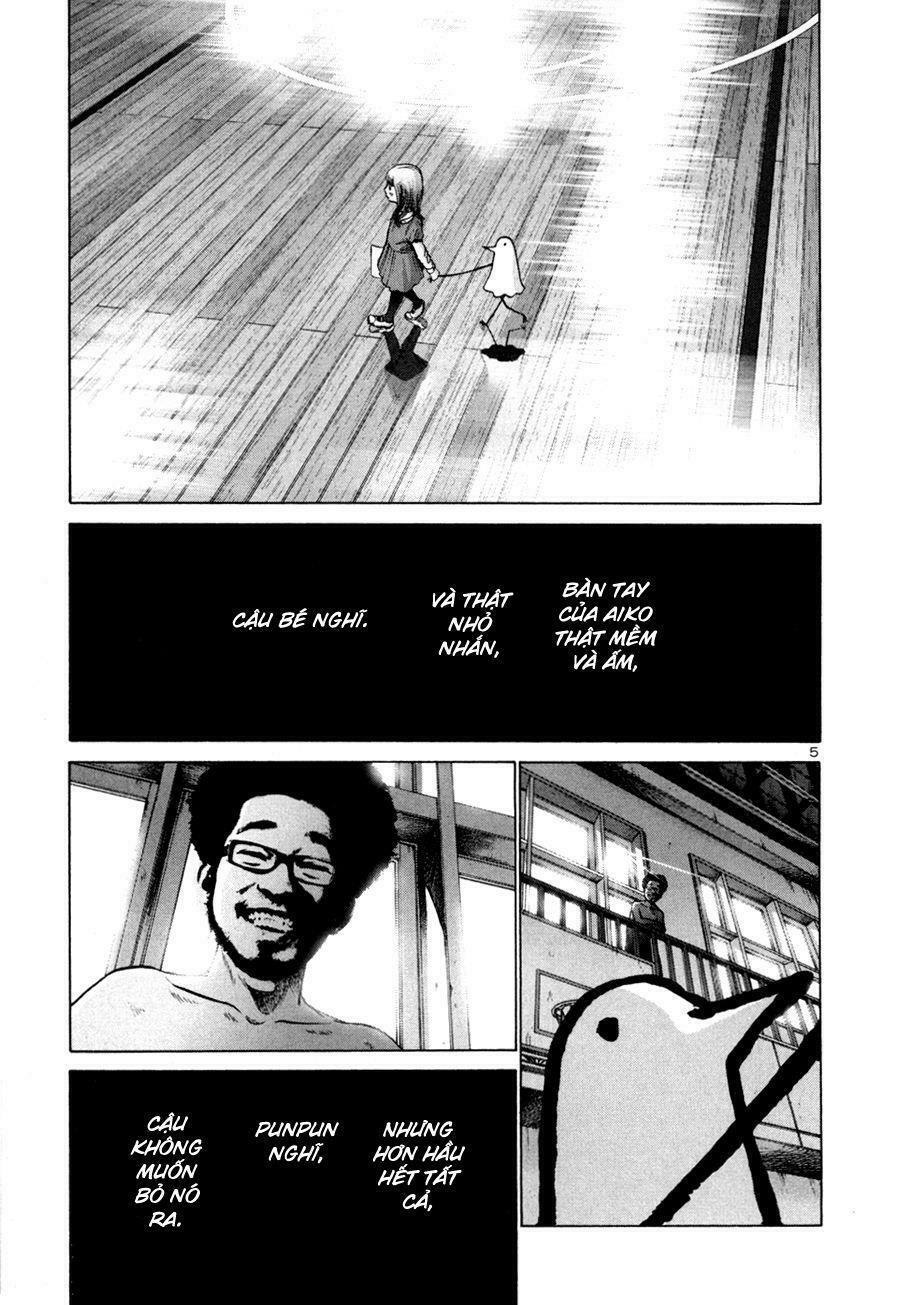 BÀN TAY
CỦA AIKO
THẬT MỀM
VÀ ẤM,
VÀ THẬT
NHỎ
NHẮN,
CẬU BÉ NGHĨ.
5
NHƯNG
HƠN HẦU
HẾT TẤT
CẢ,
PUNPUN
NGHĨ,
CẬU
KHÔNG
MUỐN
BỎ NÓ
RA.